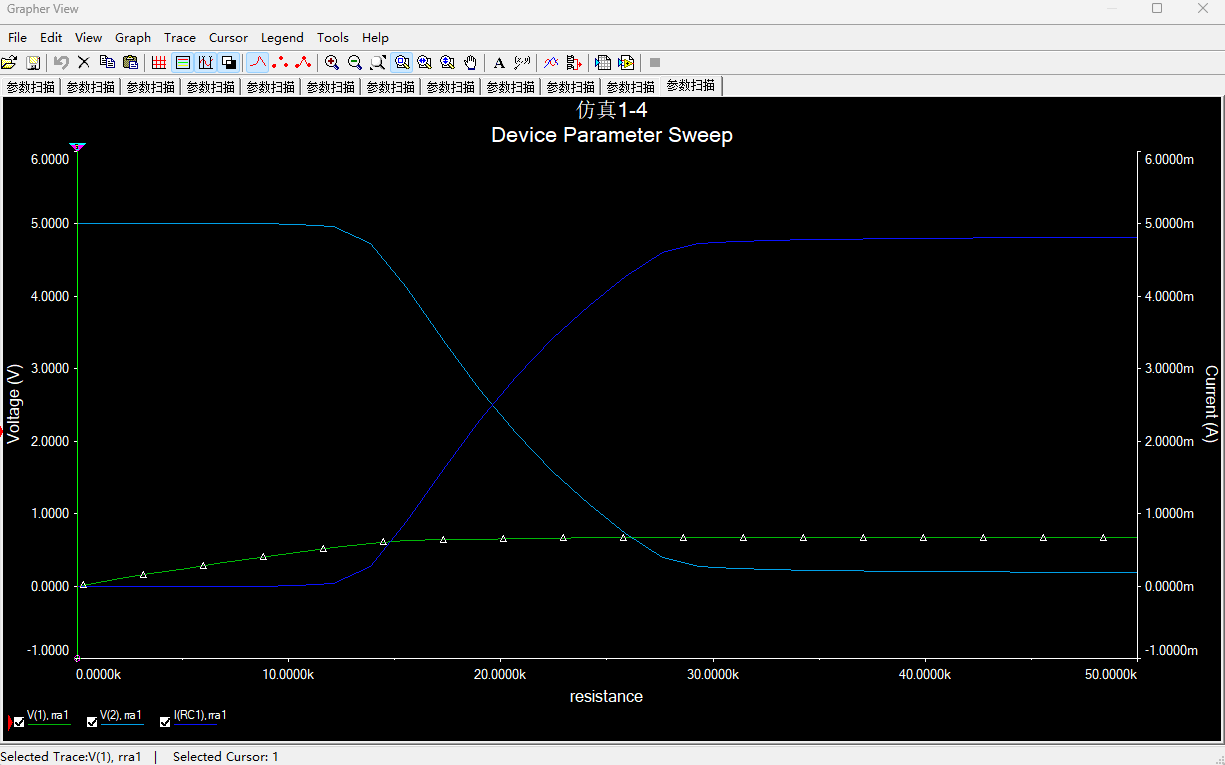 Grapher View
File Edit View Graph Trace Cursor Legend Tools Help
参数扫描 参数扫描 参数扫描 参数扫描 参数扫描 参数扫描 参数扫描 参数扫描 参数扫描 参数扫描 参数扫描 参数扫描
仿真1-4
Device Parameter Sweep
6.0000 6.0000m
5.0000 5.0000m
4.0000 4.0000m
3.0000 3.0000m
Voltage (V) Current (A)
2.0000 2.0000m
1.0000 1.0000m
0.0000 0.0000m
-1.0000 -1.0000m
0.0000k 10.0000k 20.0000k 30.0000k 40.0000k 50.0000k
resistance
V(1), rra1 V(2), rra1 I(RC1), rra1
Selected Trace:V(1), rra1 | Selected Cursor: 1